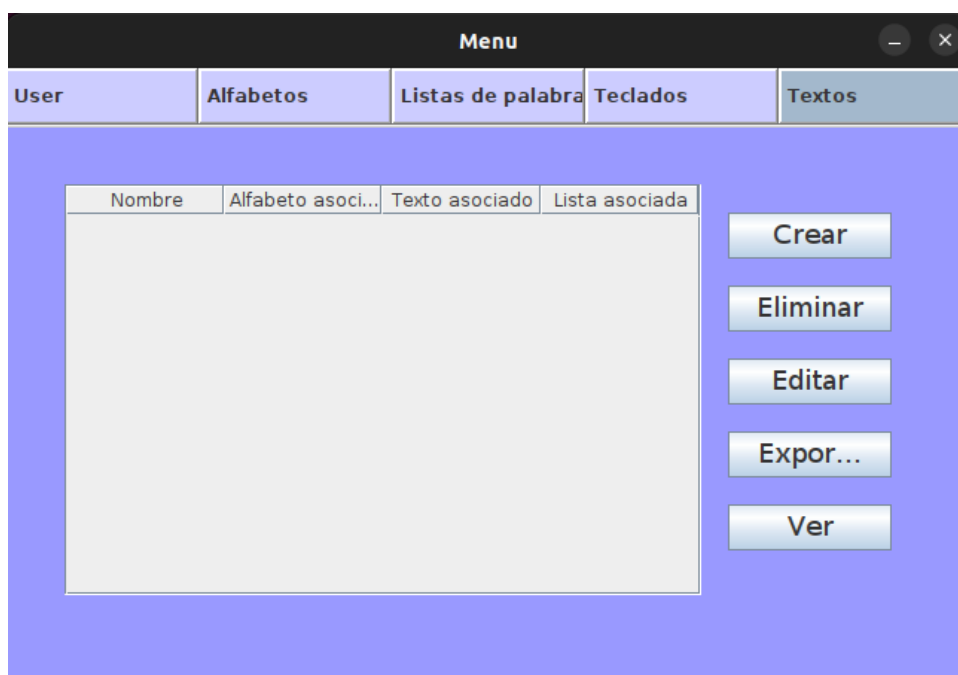 Menu
User Alfabetos Listas de palabra Teclados Textos
Nombre Alfabeto asoci... Texto asociado Lista asociada
Crear
Eliminar
Editar
Expor...
Ver